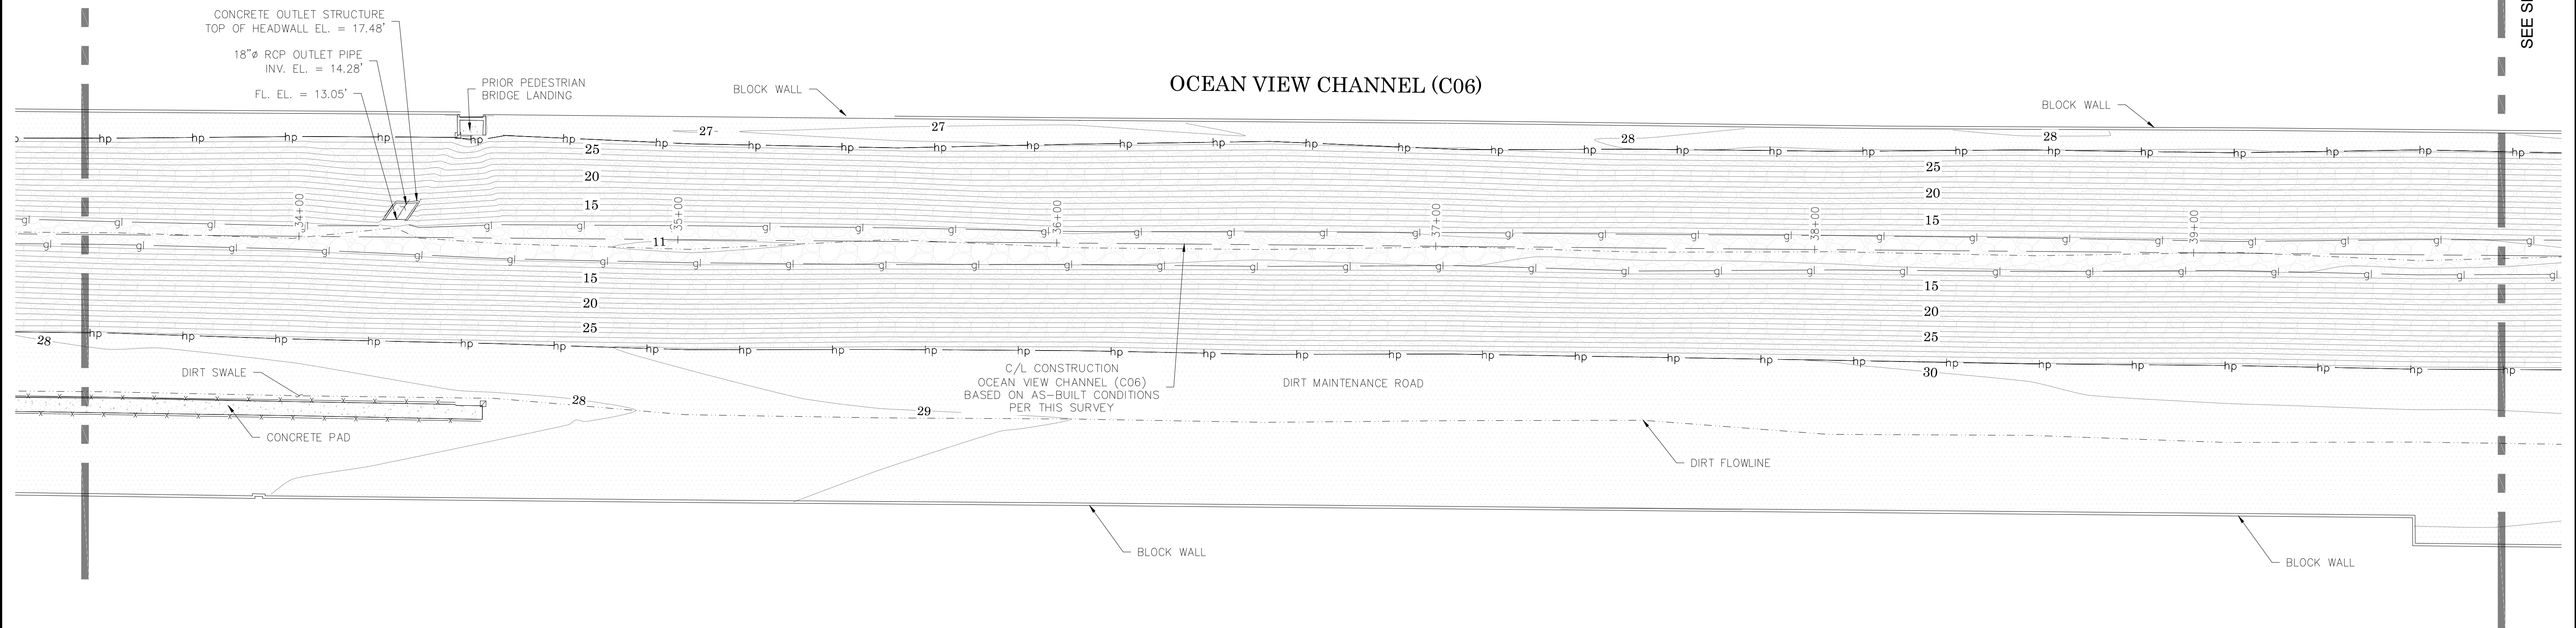 CONCRETE OUTLET STRUCTURE
TOP OF HEADWALL EL. = 17.48'
18"ø RCP OUTLET PIPE
INV. EL. = 14.28'
FL. EL. = 13.05'
PRIOR PEDESTRIAN
BRIDGE LANDING
BLOCK WALL
OCEAN VIEW CHANNEL (C06)
BLOCK WALL
27
27
28
28
25
20
15
25
20
15
34+00
35+00
36+00
37+00
38+00
39+00
11
15
20
25
15
20
25
28
DIRT SWALE
28
CONCRETE PAD
29
C/L CONSTRUCTION
OCEAN VIEW CHANNEL (C06)
BASED ON AS-BUILT CONDITIONS
PER THIS SURVEY
DIRT MAINTENANCE ROAD
30
DIRT FLOWLINE
BLOCK WALL
BLOCK WALL